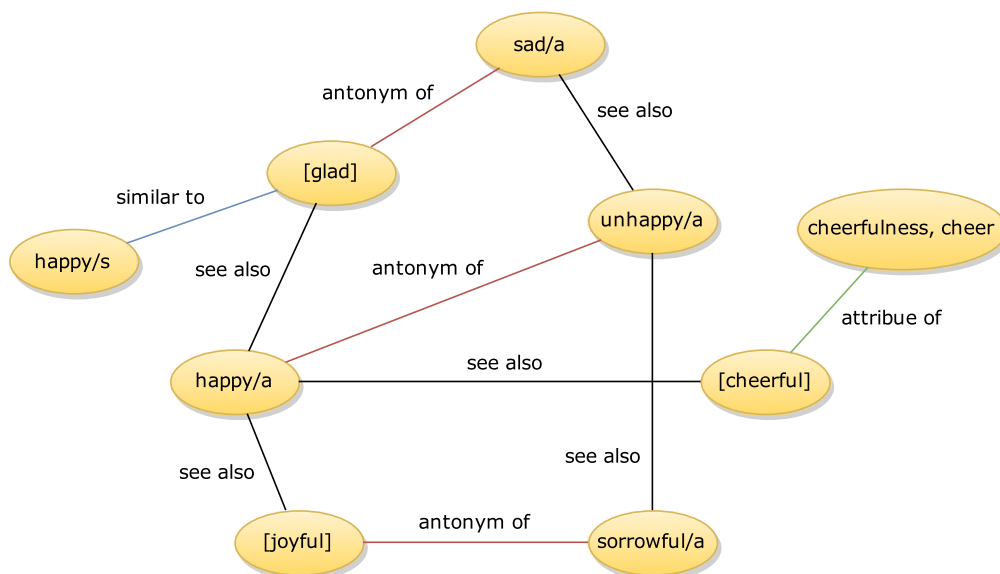 sad/a
antonym of
see also
[glad]
similar to
unhappy/a
cheerfulness, cheer
happy/s
see also
antonym of
attribue of
see also
happy/a
[cheerful]
see also
see also
antonym of
[joyful]
sorrowful/a